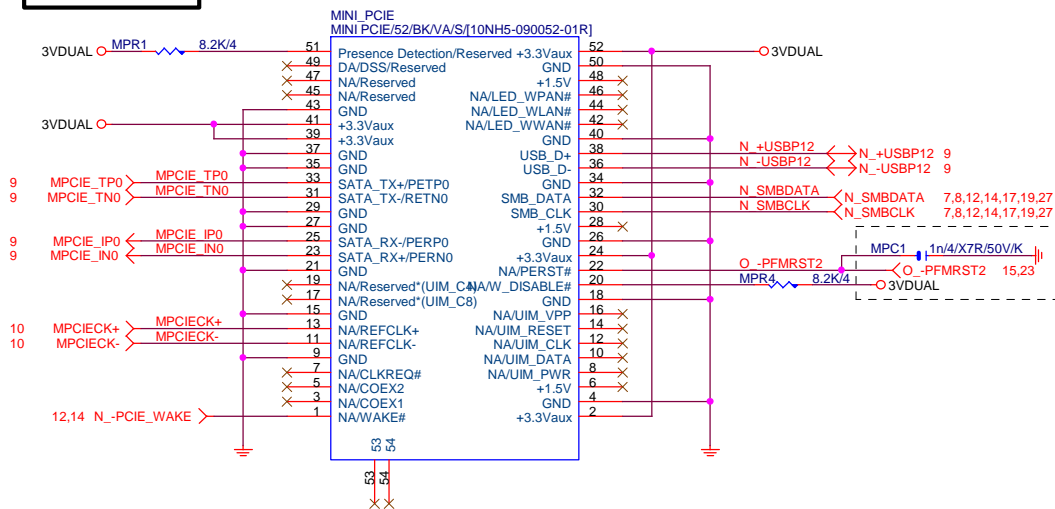 MINI_PCIE
MINI PCIE/52/BK/VA/S/[10NH5-090052-01R]
3VDUAL MPR1 8.2K/4 51 Presence Detection/Reserved +3.3Vaux 52 3VDUAL
49 DA/DSS/Reserved GND 50
47 NA/Reserved +1.5V 48
45 NA/Reserved NA/LED_WPAN# 46
43 GND NA/LED_WLAN# 44
3VDUAL 41 +3.3Vaux NA/LED_WWAN# 42
39 +3.3Vaux GND 40
37 GND USB_D+ 38 N_+USBP12 N_+USBP12 9
35 GND USB_D- 36 N_-USBP12 N_-USBP12 9
9 MPCIE_TP0 MPCIE_TP0 33 SATA_TX+/PETP0 GND 34
9 MPCIE_TN0 MPCIE_TN0 31 SATA_TX-/RETN0 SMB_DATA 32 N_SMBDATA N_SMBDATA 7,8,12,14,17,19,27
29 GND SMB_CLK 30 N_SMBCLK N_SMBCLK 7,8,12,14,17,19,27
27 GND +1.5V 28
9 MPCIE_IP0 MPCIE_IP0 25 SATA_RX-/PERP0 GND 26
9 MPCIE_IN0 MPCIE_IN0 23 SATA_RX+/PERN0 +3.3Vaux 24 MPC1 1n/4/X7R/50V/K
21 GND NA/PERST# 22 O_-PFMRST2 O_-PFMRST2 15,23
19 NA/Reserved*(UIM_C4) NA/W_DISABLE# 20 MPR4 8.2K/4 3VDUAL
17 NA/Reserved*(UIM_C8) GND 18
15 GND NA/UIM_VPP 16
10 MPCIECK+ MPCIECK+ 13 NA/REFCLK+ NA/UIM_RESET 14
10 MPCIECK- MPCIECK- 11 NA/REFCLK- NA/UIM_CLK 12
9 GND NA/UIM_DATA 10
7 NA/CLKREQ# NA/UIM_PWR 8
5 NA/COEX2 +1.5V 6
3 NA/COEX1 GND 4
12,14 N_-PCIE_WAKE 1 NA/WAKE# +3.3Vaux 2
53 54
53 54